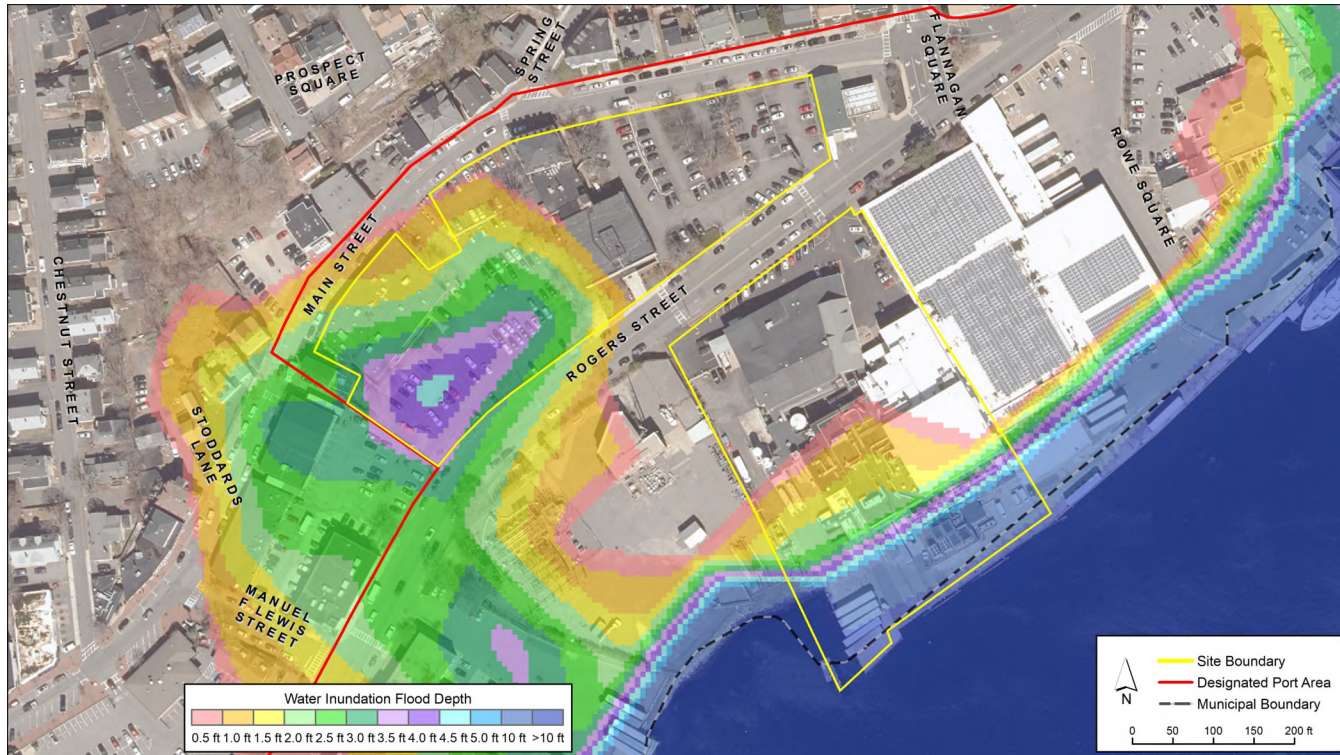 PROSPECT
SQUARE
SPRING
STREET
FLANNAGAN
SQUARE
ROWE SQUARE
CHESTNUT STREET
MAIN STREET
ROGERS STREET
STODDARDS
LANE
MANUEL
F LEWIS
STREET
Water Inundation Flood Depth
0.5 ft 1.0 ft 1.5 ft 2.0 ft 2.5 ft 3.0 ft 3.5 ft 4.0 ft 4.5 ft 5.0 ft 10 ft >10 ft
Site Boundary
Designated Port Area
Municipal Boundary
N
0 50 100 150 200 ft